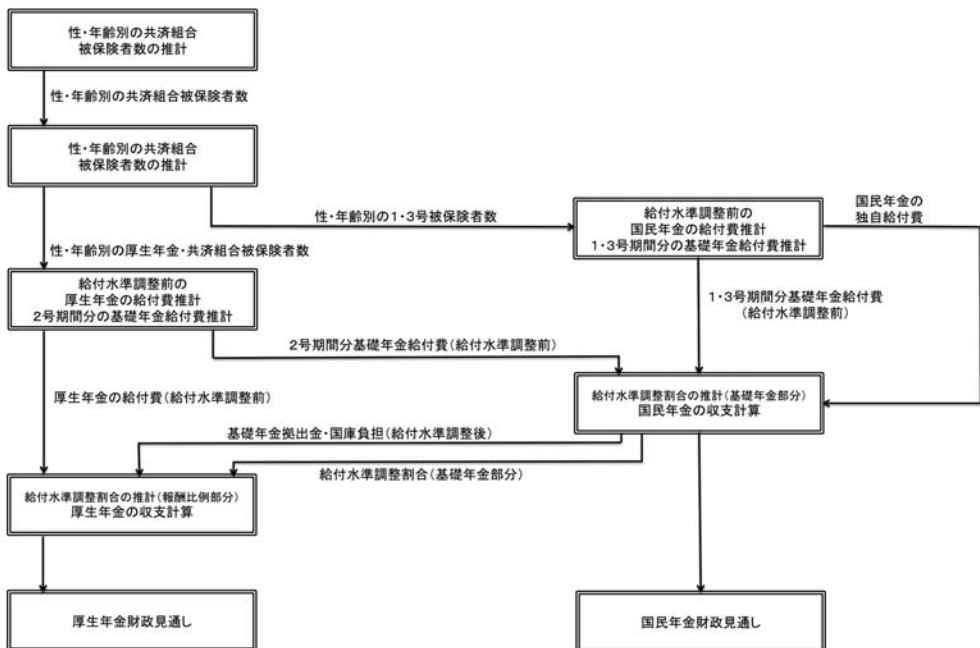 性・年齢別の共済組合
被保険者数の推計
性・年齢別の共済組合被保険者数
性・年齢別の共済組合
被保険者数の推計
性・年齢別の1・3号被保険者数
給付水準調整前の
国民年金の給付費推計
1・3号期間分の基礎年金給付費推計
国民年金の
独自給付費
性・年齢別の厚生年金・共済組合被保険者数
給付水準調整前の
厚生年金の給付費推計
2号期間分の基礎年金給付費推計
1・3号期間分基礎年金給付費
(給付水準調整前)
2号期間分基礎年金給付費(給付水準調整前)
厚生年金の給付費(給付水準調整前)
給付水準調整割合の推計(基礎年金部分)
国民年金の収支計算
基礎年金拠出金・国庫負担(給付水準調整後)
給付水準調整割合(基礎年金部分)
給付水準調整割合の推計(報酬比例部分)
厚生年金の収支計算
厚生年金財政見通し
国民年金財政見通し